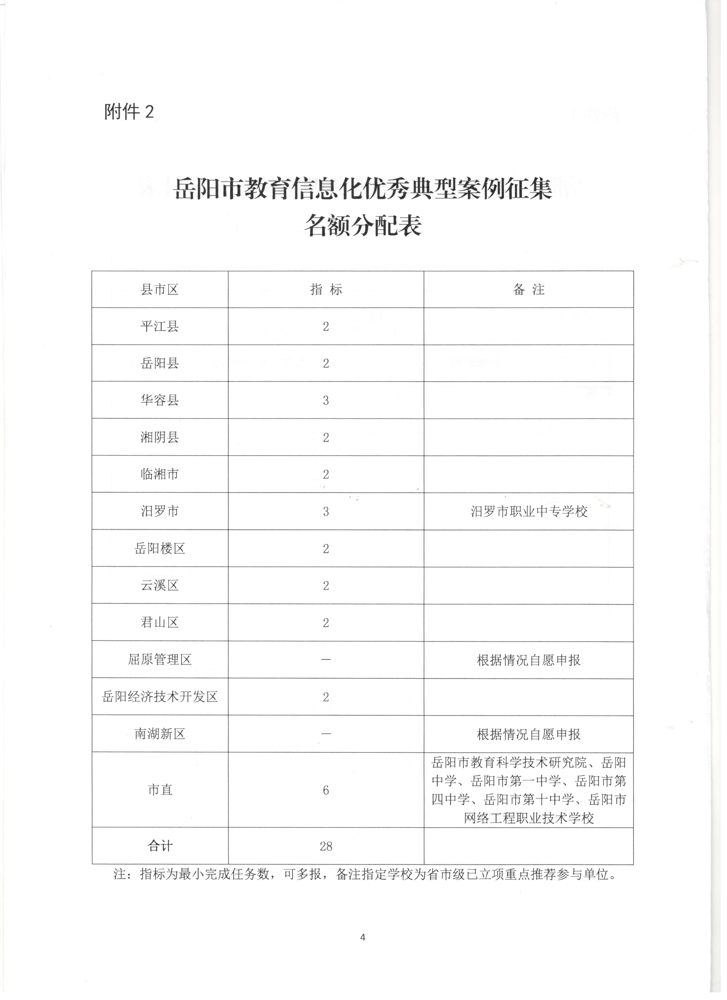 附件 2
岳阳市教育信息化优秀典型案例征集
名额分配表
县市区 指 标 备 注
平江县 2
岳阳县 2
华容县 3
湘阴县 2
临湘市 2
汨罗市 3 汨罗市职业中专学校
岳阳楼区 2
云溪区 2
君山区 2
屈原管理区 — 根据情况自愿申报
岳阳经济技术开发区 2
南湖新区 — 根据情况自愿申报
市直 6 岳阳市教育科学技术研究院、岳阳
中学、岳阳市第一中学、岳阳市第
四中学、岳阳市第十中学、岳阳市
网络工程职业技术学校
合计 28
注：指标为最小完成任务数，可多报，备注指定学校为省市级已立项重点推荐参与单位。
4